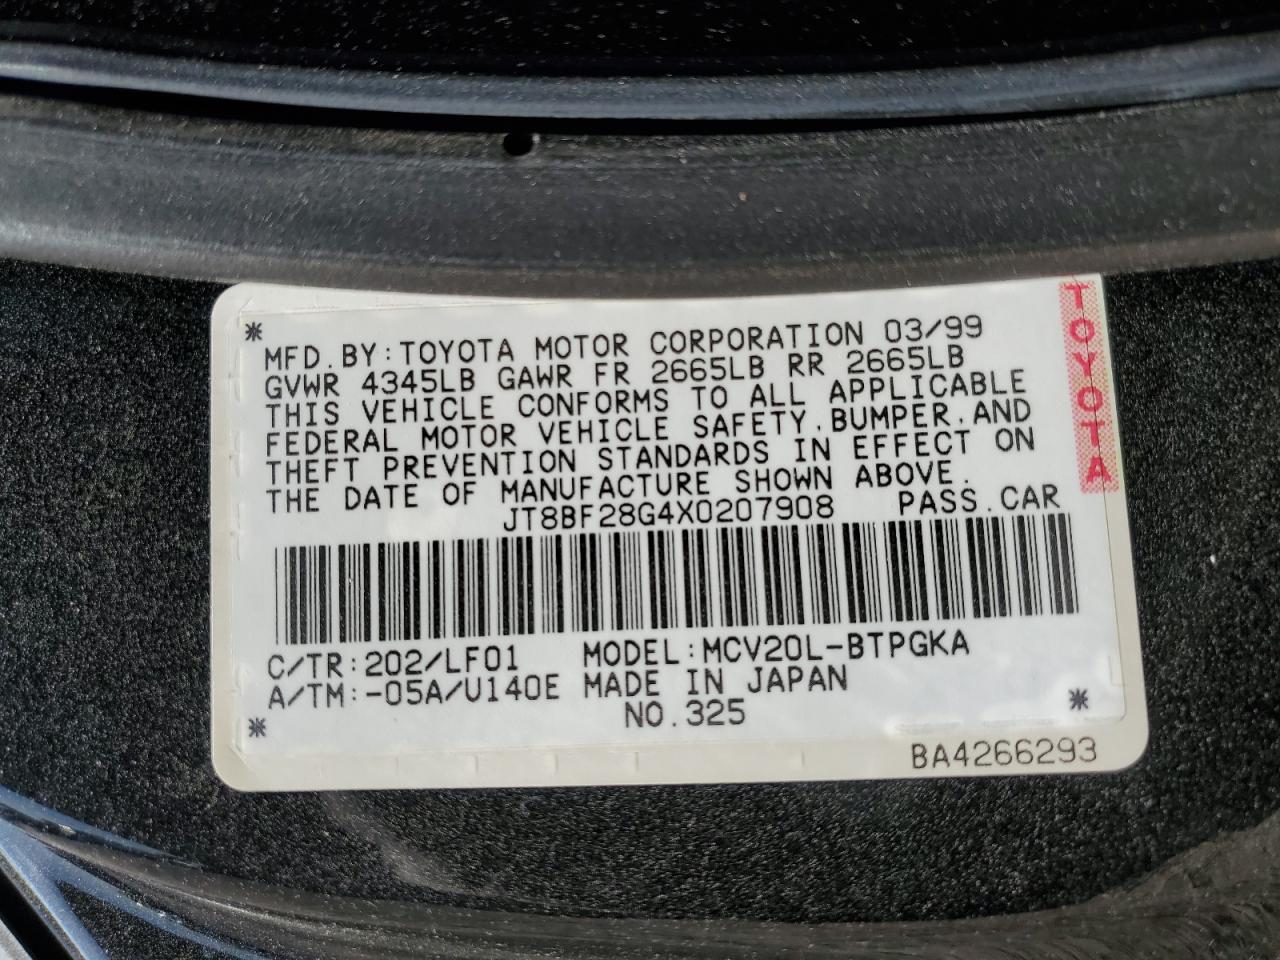 MFD.BY:TOYOTA MOTOR CORPORATION 03/99
GVWR 4345LB GAWR FR 2665LB RR 2665LB
THIS VEHICLE CONFORMS TO ALL APPLICABLE
FEDERAL MOTOR VEHICLE SAFETY,BUMPER,AND
THEFT PREVENTION STANDARDS IN EFFECT ON
THE DATE OF MANUFACTURE SHOWN ABOVE.
JT8BF28G4X0207908 PASS.CAR
C/TR:202/LF01 MODEL:MCV20L-BTPGKA
A/TM:-05A/U140E MADE IN JAPAN
NO.325
BA4266293
TOYOTA